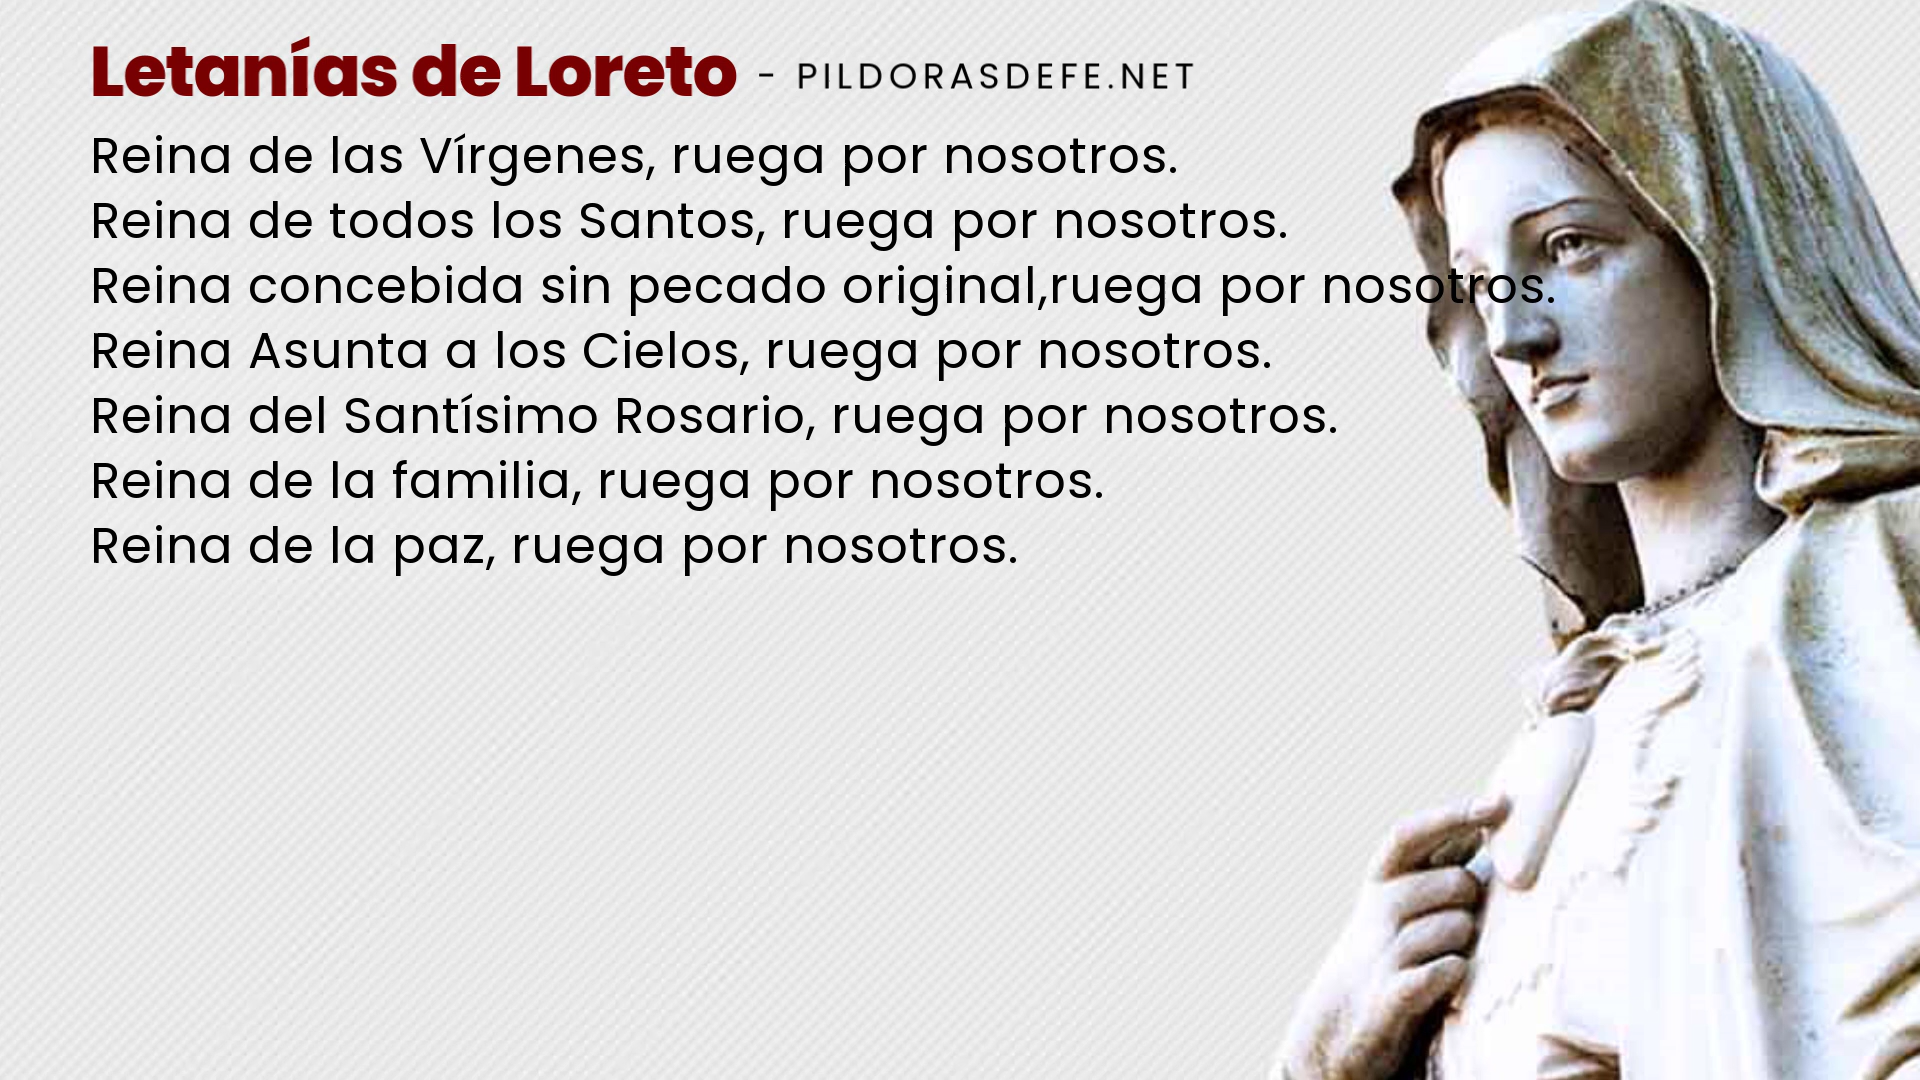 Letanías de Loreto - PILDORASDEFE.NET
Reina de las Vírgenes, ruega por nosotros.
Reina de todos los Santos, ruega por nosotros.
Reina concebida sin pecado original,ruega por nosotros.
Reina Asunta a los Cielos, ruega por nosotros.
Reina del Santísimo Rosario, ruega por nosotros.
Reina de la familia, ruega por nosotros.
Reina de la paz, ruega por nosotros.